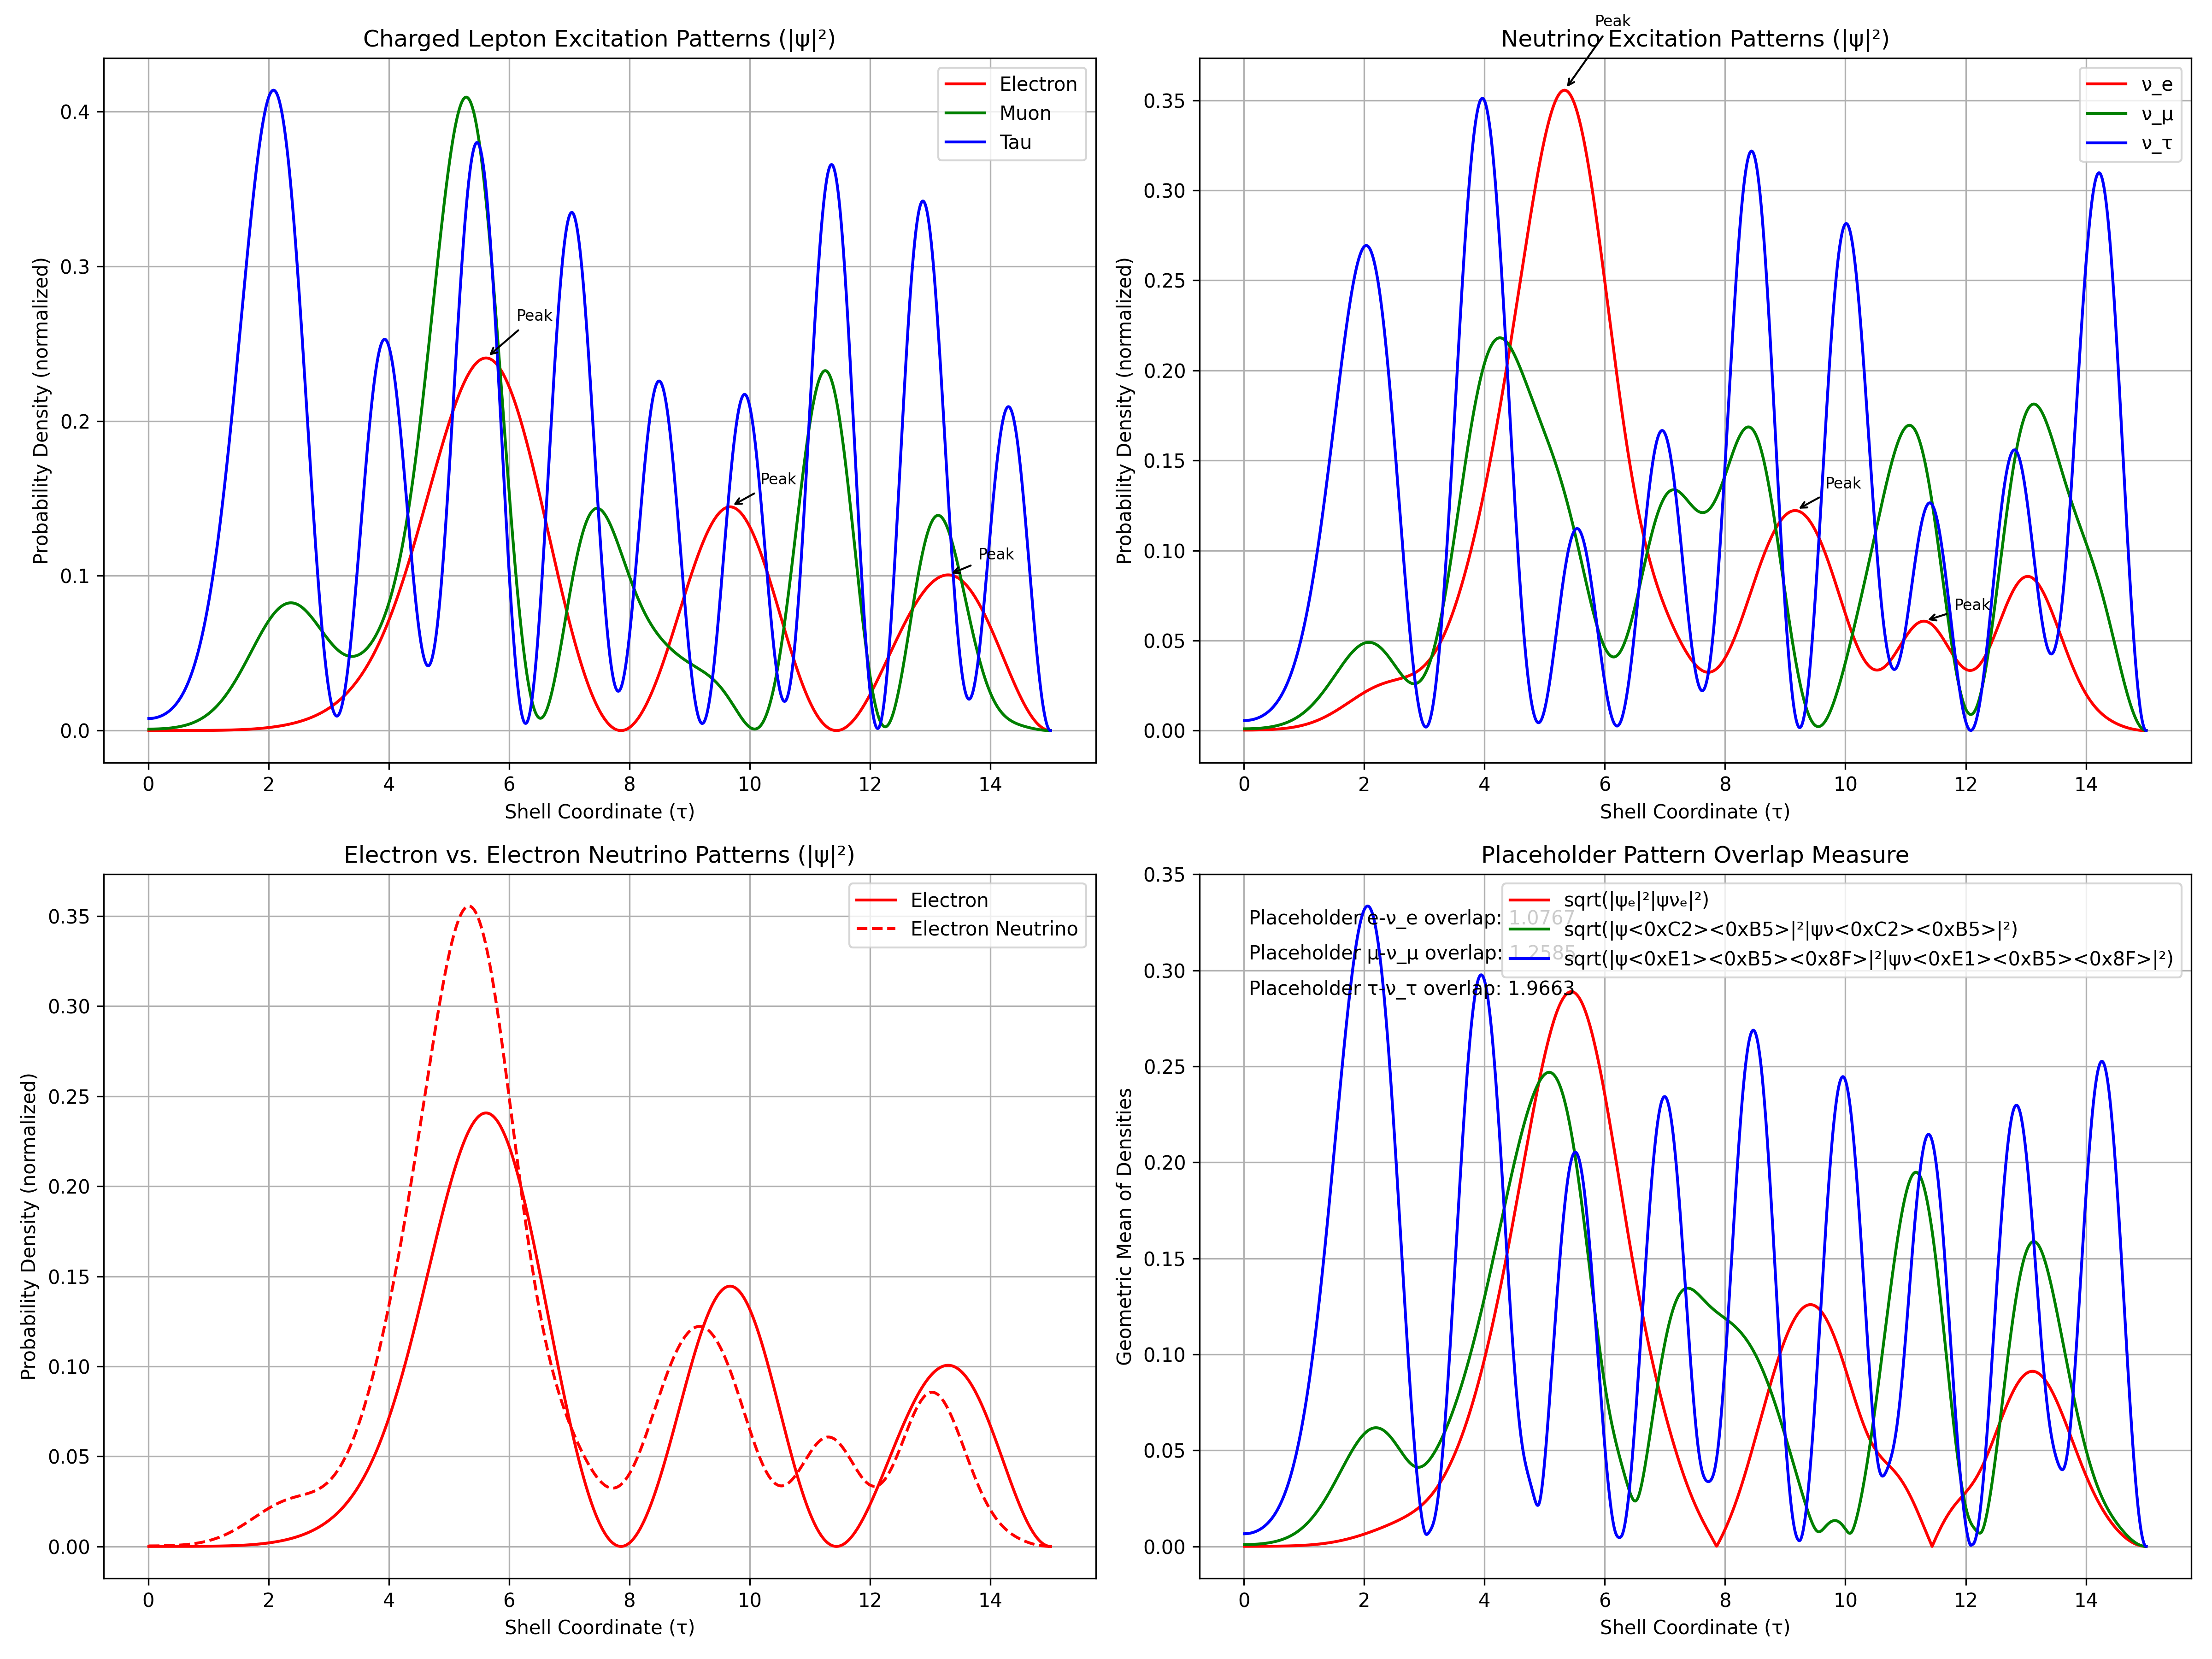 Charged Lepton Excitation Patterns (|ψ|²)
Probability Density (normalized)
0.4
0.3
0.2
0.1
0.0
Electron
Muon
Tau
Peak
Peak
Peak
0 2 4 6 8 10 12 14
Shell Coordinate (τ)
Peak
Neutrino Excitation Patterns (|ψ|²)
Probability Density (normalized)
0.35
0.30
0.25
0.20
0.15
0.10
0.05
0.00
ν_e
ν_μ
ν_τ
Peak
Peak
0 2 4 6 8 10 12 14
Shell Coordinate (τ)
Electron vs. Electron Neutrino Patterns (|ψ|²)
Probability Density (normalized)
0.35
0.30
0.25
0.20
0.15
0.10
0.05
0.00
Electron
Electron Neutrino
0 2 4 6 8 10 12 14
Shell Coordinate (τ)
Placeholder Pattern Overlap Measure
Geometric Mean of Densities
0.35
0.30
0.25
0.20
0.15
0.10
0.05
0.00
Placeholder e-ν_e overlap: 1.0767
Placeholder μ-ν_μ overlap: 1.2585
Placeholder τ-ν_τ overlap: 1.9663
sqrt(|ψₑ|²|ψνₑ|²)
sqrt(|ψ<0xC2><0xB5>|²|ψν<0xC2><0xB5>|²)
sqrt(|ψ<0xE1><0xB5><0x8F>|²|ψν<0xE1><0xB5><0x8F>|²)
0 2 4 6 8 10 12 14
Shell Coordinate (τ)